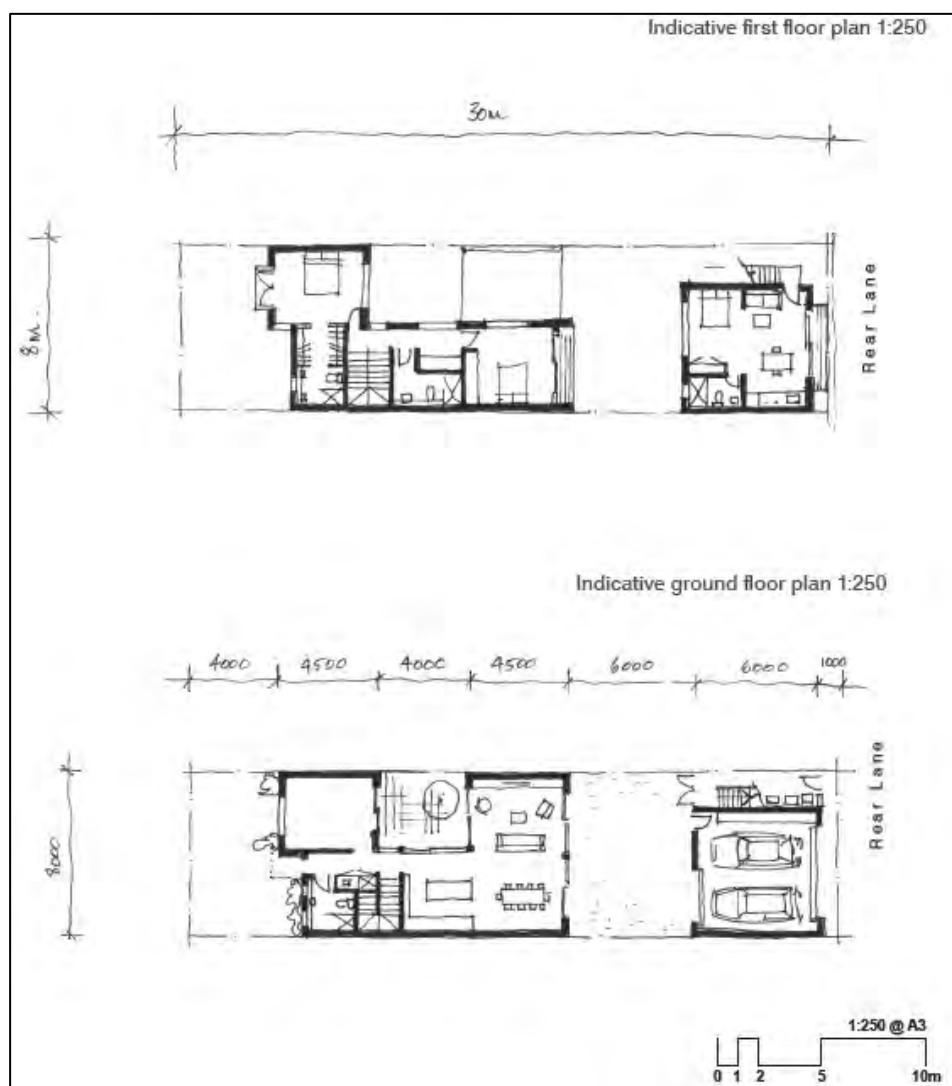 Indicative first floor plan 1:250
30m
8m.
Rear Lane
Indicative ground floor plan 1:250
4000 4500 4000 4500 6000 6000 1000
8000
Rear Lane
1:250 @ A3
0 1 2 5 10m